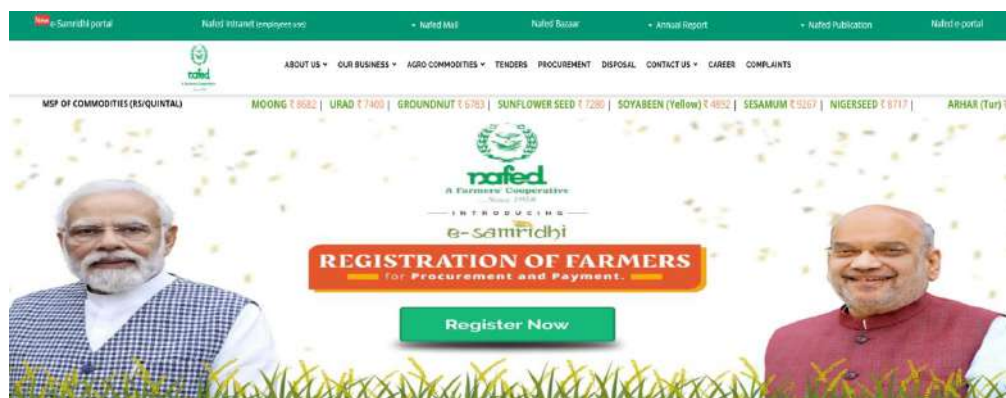 New e-Samridhi portal Nafed Intranet (employees use) Nafed Mail Nafed Bazaar Annual Report Nafed Publication Nafed e-portal
nafed
ABOUT US OUR BUSINESS AGRO COMMODITIES TENDERS PROCUREMENT DISPOSAL CONTACT US CAREER COMPLAINTS
MSP OF COMMODITIES (RS/QUINTAL) MOONG ₹ 8682 | URAD ₹ 7400 | GROUNDNUT ₹ 6783 | SUNFLOWER SEED ₹ 7280 | SOYABEEN (Yellow) ₹ 4892 | SESAMUM ₹ 9267 | NIGERSEED ₹ 8717 | ARHAR (Tur)
nafed
A Farmers' Cooperative
...Since 1958
INTRODUCING
e-samridhi
REGISTRATION OF FARMERS
for Procurement and Payment.
Register Now